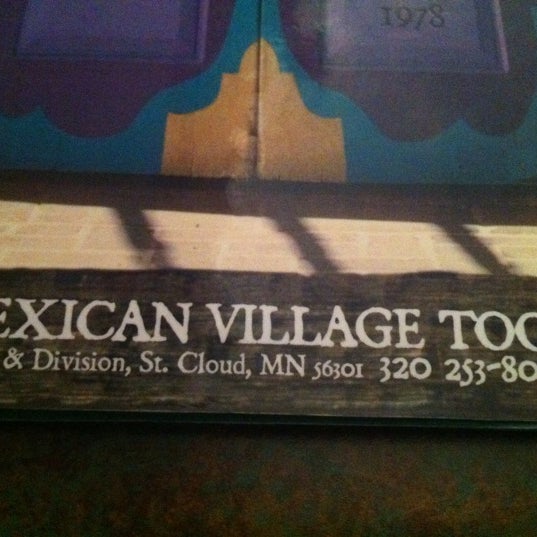 1978
EXICAN VILLAGE TOO
& Division, St. Cloud, MN 56301 320 253-80